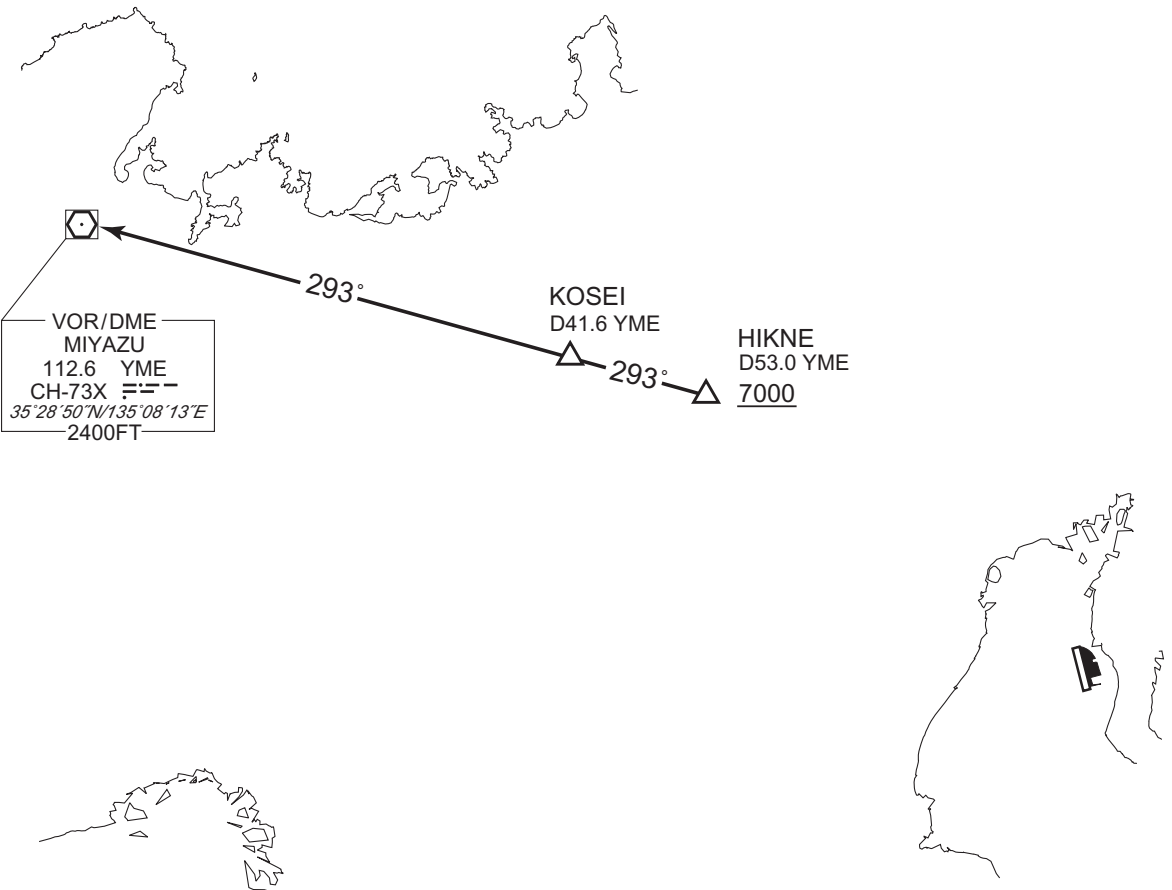 293°
KOSEI
D41.6 YME
293°
HIKNE
D53.0 YME
7000
VOR/DME
MIYAZU
112.6 YME
CH-73X
35°28´50˝N/135°08´13˝E
2400FT